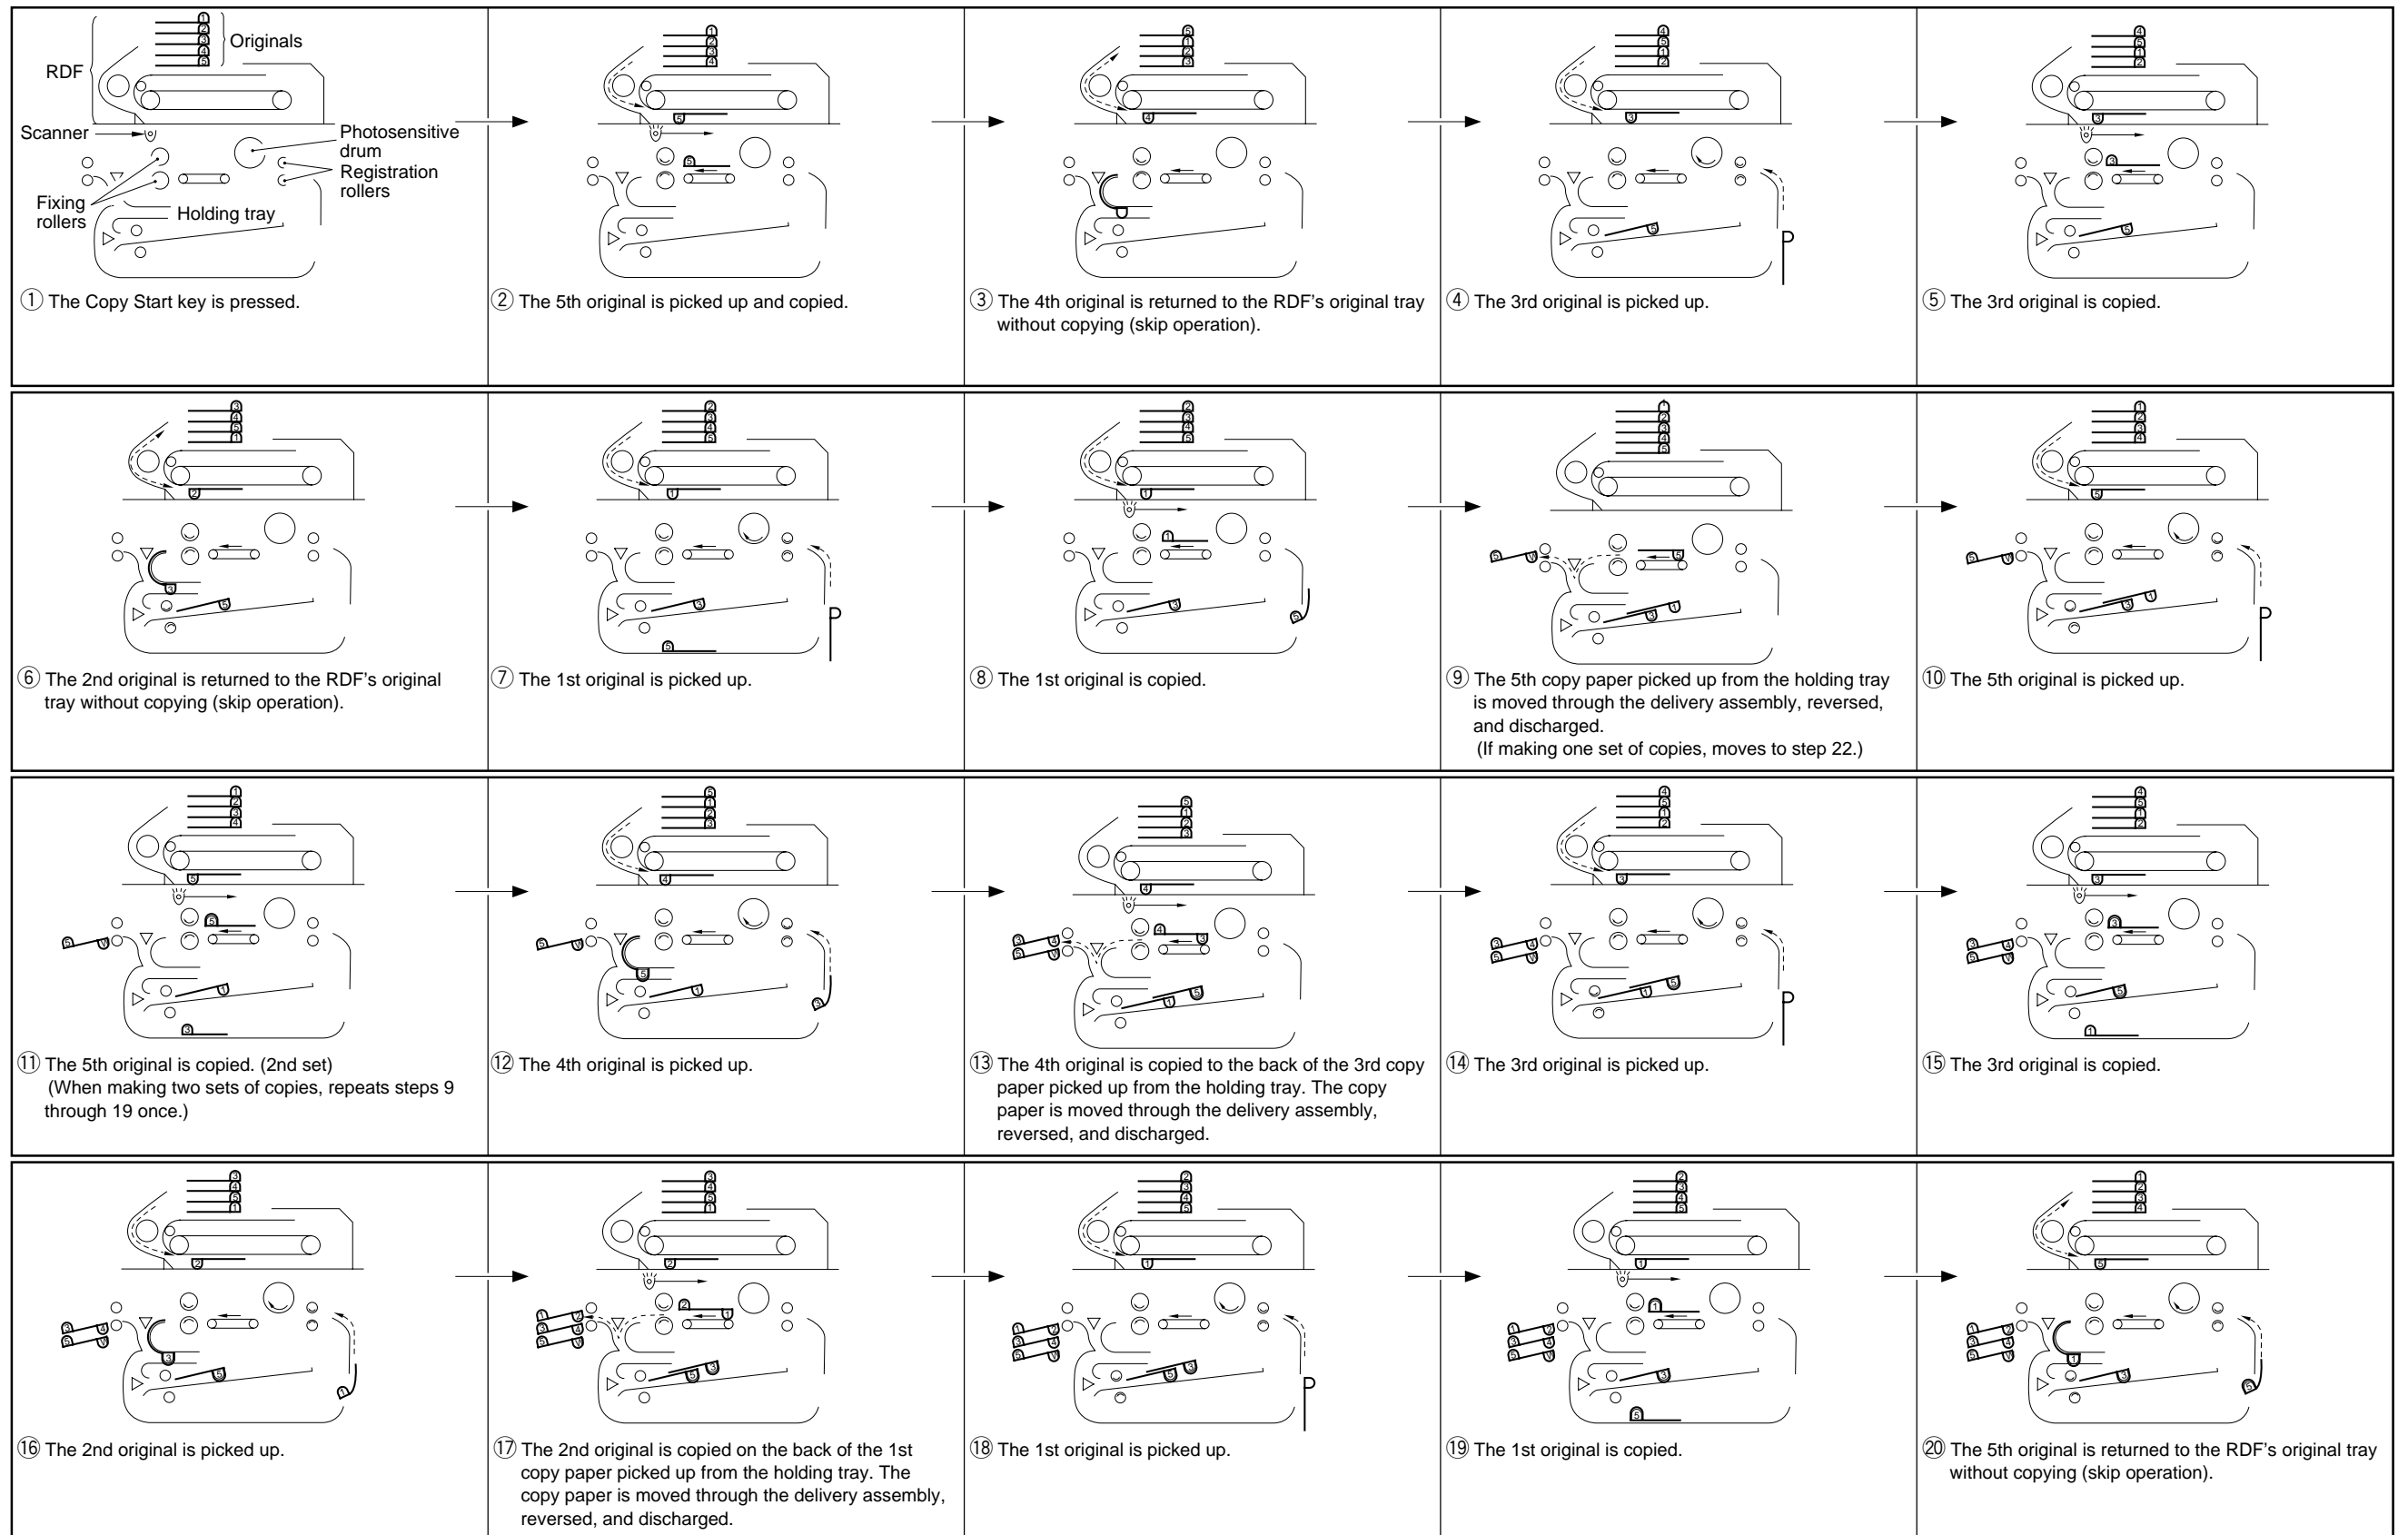 RDF
Originals
Scanner
Photosensitive
drum
Registration
rollers
Fixing
rollers
Holding tray
① The Copy Start key is pressed.
② The 5th original is picked up and copied.
③ The 4th original is returned to the RDF's original tray
without copying (skip operation).
④ The 3rd original is picked up.
⑤ The 3rd original is copied.
⑥ The 2nd original is returned to the RDF's original
tray without copying (skip operation).
⑦ The 1st original is picked up.
⑧ The 1st original is copied.
⑨ The 5th copy paper picked up from the holding tray
is moved through the delivery assembly, reversed,
and discharged.
(If making one set of copies, moves to step 22.)
⑩ The 5th original is picked up.
⑪ The 5th original is copied. (2nd set)
(When making two sets of copies, repeats steps 9
through 19 once.)
⑫ The 4th original is picked up.
⑬ The 4th original is copied to the back of the 3rd copy
paper picked up from the holding tray. The copy
paper is moved through the delivery assembly,
reversed, and discharged.
⑭ The 3rd original is picked up.
⑮ The 3rd original is copied.
⑯ The 2nd original is picked up.
⑰ The 2nd original is copied on the back of the 1st
copy paper picked up from the holding tray. The
copy paper is moved through the delivery assembly,
reversed, and discharged.
⑱ The 1st original is picked up.
⑲ The 1st original is copied.
⑳ The 5th original is returned to the RDF's original tray
without copying (skip operation).